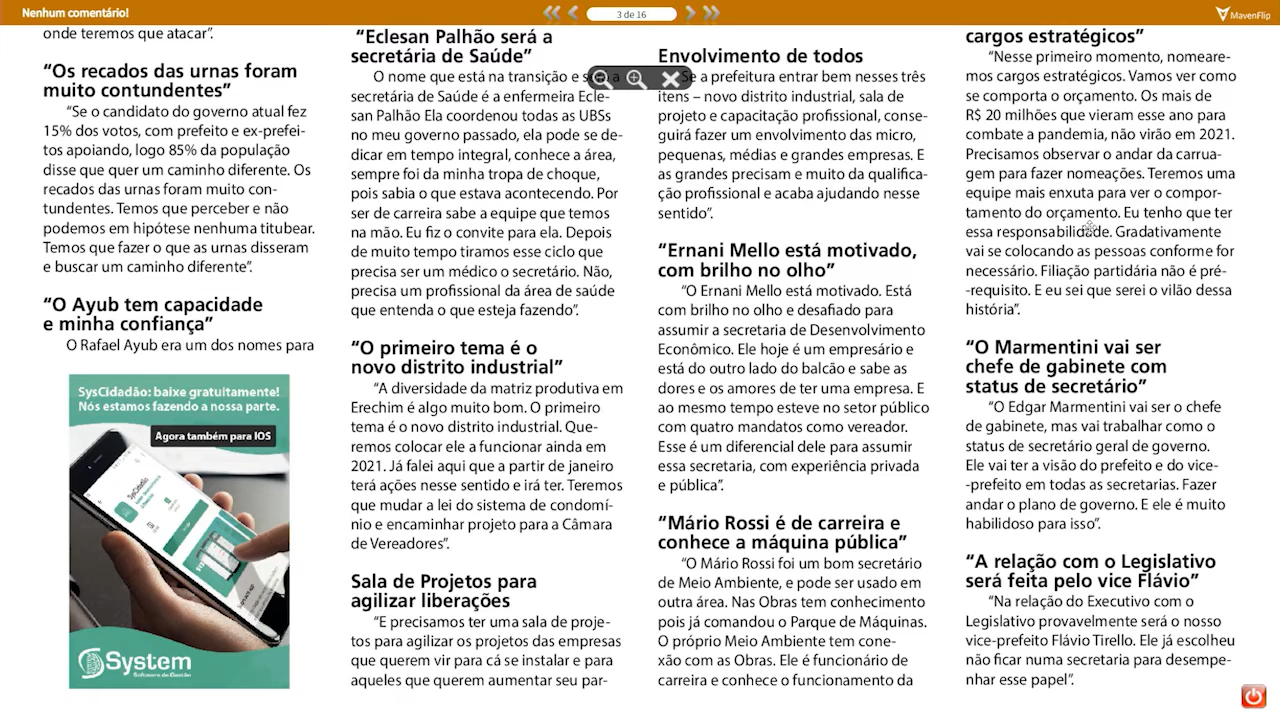 Nenhum comentário!
3 de 16
MavenFlip
onde teremos que atacar”.
“Os recados das urnas foram
muito contundentes”
“Se o candidato do governo atual fez
15% dos votos, com prefeito e ex-prefei-
tos apoiando, logo 85% da população
disse que quer um caminho diferente. Os
recados das urnas foram muito con-
tundentes. Temos que perceber e não
podemos em hipótese nenhuma titubear.
Temos que fazer o que as urnas disseram
e buscar um caminho diferente”.
“O Ayub tem capacidade
e minha confiança”
O Rafael Ayub era um dos nomes para
SysCidadão: baixe gratuitamente!
Nós estamos fazendo a nossa parte.
Agora também para IOS
SysCidadão
System
Software de Gestão
“Eclesan Palhão será a
secretária de Saúde”
O nome que está na transição e será a
secretária de Saúde é a enfermeira Ecle-
san Palhão Ela coordenou todas as UBSs
no meu governo passado, ela pode se de-
dicar em tempo integral, conhece a área,
sempre foi da minha tropa de choque,
pois sabia o que estava acontecendo. Por
ser de carreira sabe a equipe que temos
na mão. Eu fiz o convite para ela. Depois
de muito tempo tiramos esse ciclo que
precisa ser um médico o secretário. Não,
precisa um profissional da área de saúde
que entenda o que esteja fazendo”.
“O primeiro tema é o
novo distrito industrial”
“A diversidade da matriz produtiva em
Erechim é algo muito bom. O primeiro
tema é o novo distrito industrial. Que-
remos colocar ele a funcionar ainda em
2021. Já falei aqui que a partir de janeiro
terá ações nesse sentido e irá ter. Teremos
que mudar a lei do sistema de condomí-
nio e encaminhar projeto para a Câmara
de Vereadores”.
Sala de Projetos para
agilizar liberações
“E precisamos ter uma sala de proje-
tos para agilizar os projetos das empresas
que querem vir para cá se instalar e para
aqueles que querem aumentar seu par-
Envolvimento de todos
Se a prefeitura entrar bem nesses três
itens – novo distrito industrial, sala de
projeto e capacitação profissional, conse-
guirá fazer um envolvimento das micro,
pequenas, médias e grandes empresas. E
as grandes precisam e muito da qualifica-
ção profissional e acaba ajudando nesse
sentido”.
“Ernani Mello está motivado,
com brilho no olho”
“O Ernani Mello está motivado. Está
com brilho no olho e desafiado para
assumir a secretaria de Desenvolvimento
Econômico. Ele hoje é um empresário e
está do outro lado do balcão e sabe as
dores e os amores de ter uma empresa. E
ao mesmo tempo esteve no setor público
com quatro mandatos como vereador.
Esse é um diferencial dele para assumir
essa secretaria, com experiência privada
e pública”.
“Mário Rossi é de carreira e
conhece a máquina pública”
“O Mário Rossi foi um bom secretário
de Meio Ambiente, e pode ser usado em
outra área. Nas Obras tem conhecimento
pois já comandou o Parque de Máquinas.
O próprio Meio Ambiente tem cone-
xão com as Obras. Ele é funcionário de
carreira e conhece o funcionamento da
cargos estratégicos”
“Nesse primeiro momento, nomeare-
mos cargos estratégicos. Vamos ver como
se comporta o orçamento. Os mais de
R$ 20 milhões que vieram esse ano para
combate a pandemia, não virão em 2021.
Precisamos observar o andar da carrua-
gem para fazer nomeações. Teremos uma
equipe mais enxuta para ver o compor-
tamento do orçamento. Eu tenho que ter
essa responsabilidade. Gradativamente
vai se colocando as pessoas conforme for
necessário. Filiação partidária não é pré-
-requisito. E eu sei que serei o vilão dessa
história”.
“O Marmentini vai ser
chefe de gabinete com
status de secretário”
“O Edgar Marmentini vai ser o chefe
de gabinete, mas vai trabalhar como o
status de secretário geral de governo.
Ele vai ter a visão do prefeito e do vice-
-prefeito em todas as secretarias. Fazer
andar o plano de governo. E ele é muito
habilidoso para isso”.
“A relação com o Legislativo
será feita pelo vice Flávio”
“Na relação do Executivo com o
Legislativo provavelmente será o nosso
vice-prefeito Flávio Tirello. Ele já escolheu
não ficar numa secretaria para desempe-
nhar esse papel”.